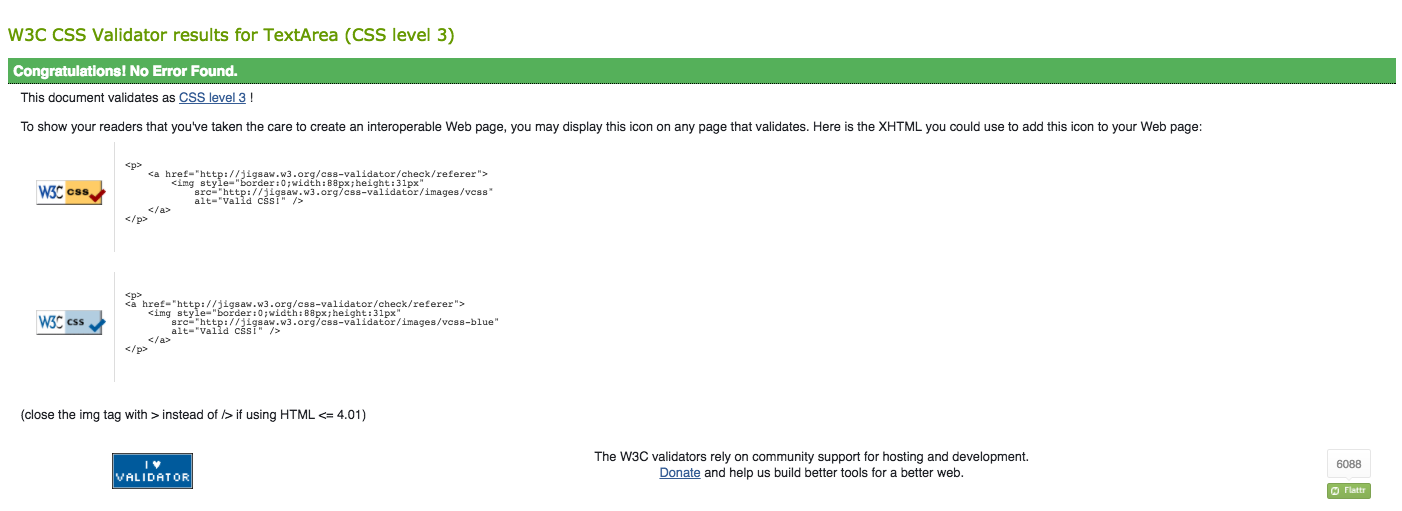 W3C CSS Validator results for TextArea (CSS level 3)
Congratulations! No Error Found.
This document validates as CSS level 3 !
To show your readers that you've taken the care to create an interoperable Web page, you may display this icon on any page that validates. Here is the XHTML you could use to add this icon to your Web page:
W3C css
<p>
<a href="http://jigsaw.w3.org/css-validator/check/referer">
<img style="border:0;width:88px;height:31px"
src="http://jigsaw.w3.org/css-validator/images/vcss"
alt="Valid CSS!" />
</a>
</p>
W3C css
<p>
<a href="http://jigsaw.w3.org/css-validator/check/referer">
<img style="border:0;width:88px;height:31px"
src="http://jigsaw.w3.org/css-validator/images/vcss-blue"
alt="Valid CSS!" />
</a>
</p>
(close the img tag with > instead of /> if using HTML <= 4.01)
I ♥
VALIDATOR
The W3C validators rely on community support for hosting and development.
Donate and help us build better tools for a better web.
6088
Flattr